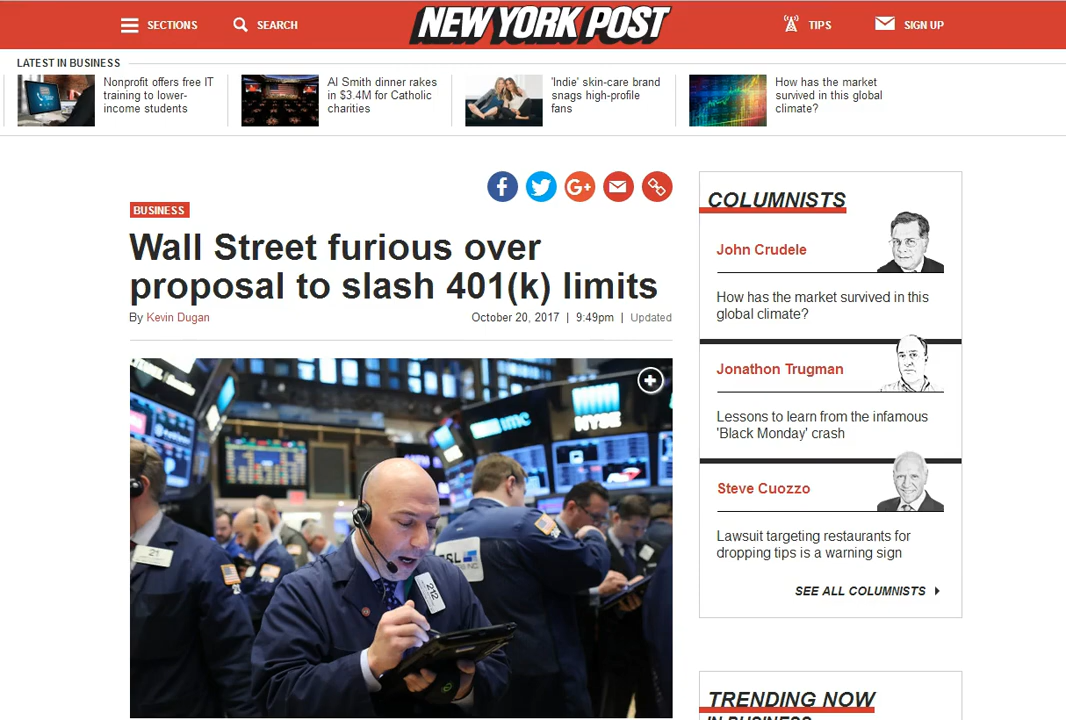 SECTIONS
SEARCH
NEW YORK POST
TIPS
SIGN UP
LATEST IN BUSINESS
Nonprofit offers free IT
training to lower-
income students
Al Smith dinner rakes
in $3.4M for Catholic
charities
'Indie' skin-care brand
snags high-profile
fans
How has the market
survived in this global
climate?
BUSINESS
Wall Street furious over
proposal to slash 401(k) limits
By Kevin Dugan
October 20, 2017 | 9:49pm | Updated
imc
NYSE
21
212
COLUMNISTS
John Crudele
How has the market survived in this
global climate?
Jonathon Trugman
Lessons to learn from the infamous
'Black Monday' crash
Steve Cuozzo
Lawsuit targeting restaurants for
dropping tips is a warning sign
SEE ALL COLUMNISTS
TRENDING NOW
IN BUSINESS